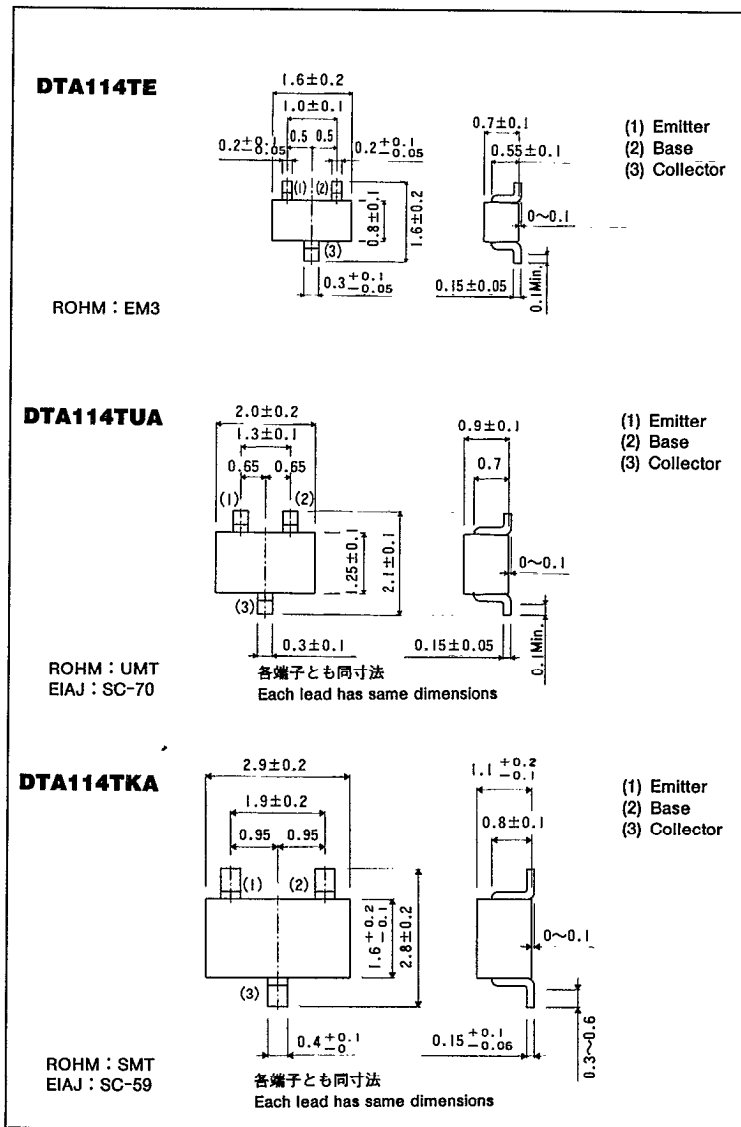 DTA114TE
1.6±0.2
1.0±0.1
0.5 0.5
0.2+0.1−0.05
0.2+0.1−0.05
(1) (2)
(3)
0.8±0.1
1.6±0.2
0.3+0.1−0.05
0.7±0.1
0.55±0.1
0~0.1
0.15±0.05
0.1Min.
(1) Emitter
(2) Base
(3) Collector
ROHM：EM3
DTA114TUA
2.0±0.2
1.3±0.1
0.65 0.65
(1) (2)
(3)
1.25±0.1
2.1±0.1
0.3±0.1
0.9±0.1
0.7
0~0.1
0.15±0.05
0.1Min.
(1) Emitter
(2) Base
(3) Collector
ROHM：UMT
EIAJ：SC-70
各端子とも同寸法
Each lead has same dimensions
DTA114TKA
2.9±0.2
1.9±0.2
0.95 0.95
(1) (2)
(3)
1.6+0.2−0.1
2.8±0.2
0.4+0.1−0
1.1+0.2−0.1
0.8±0.1
0~0.1
0.15+0.1−0.06
0.3~0.6
(1) Emitter
(2) Base
(3) Collector
ROHM：SMT
EIAJ：SC-59
各端子とも同寸法
Each lead has same dimensions